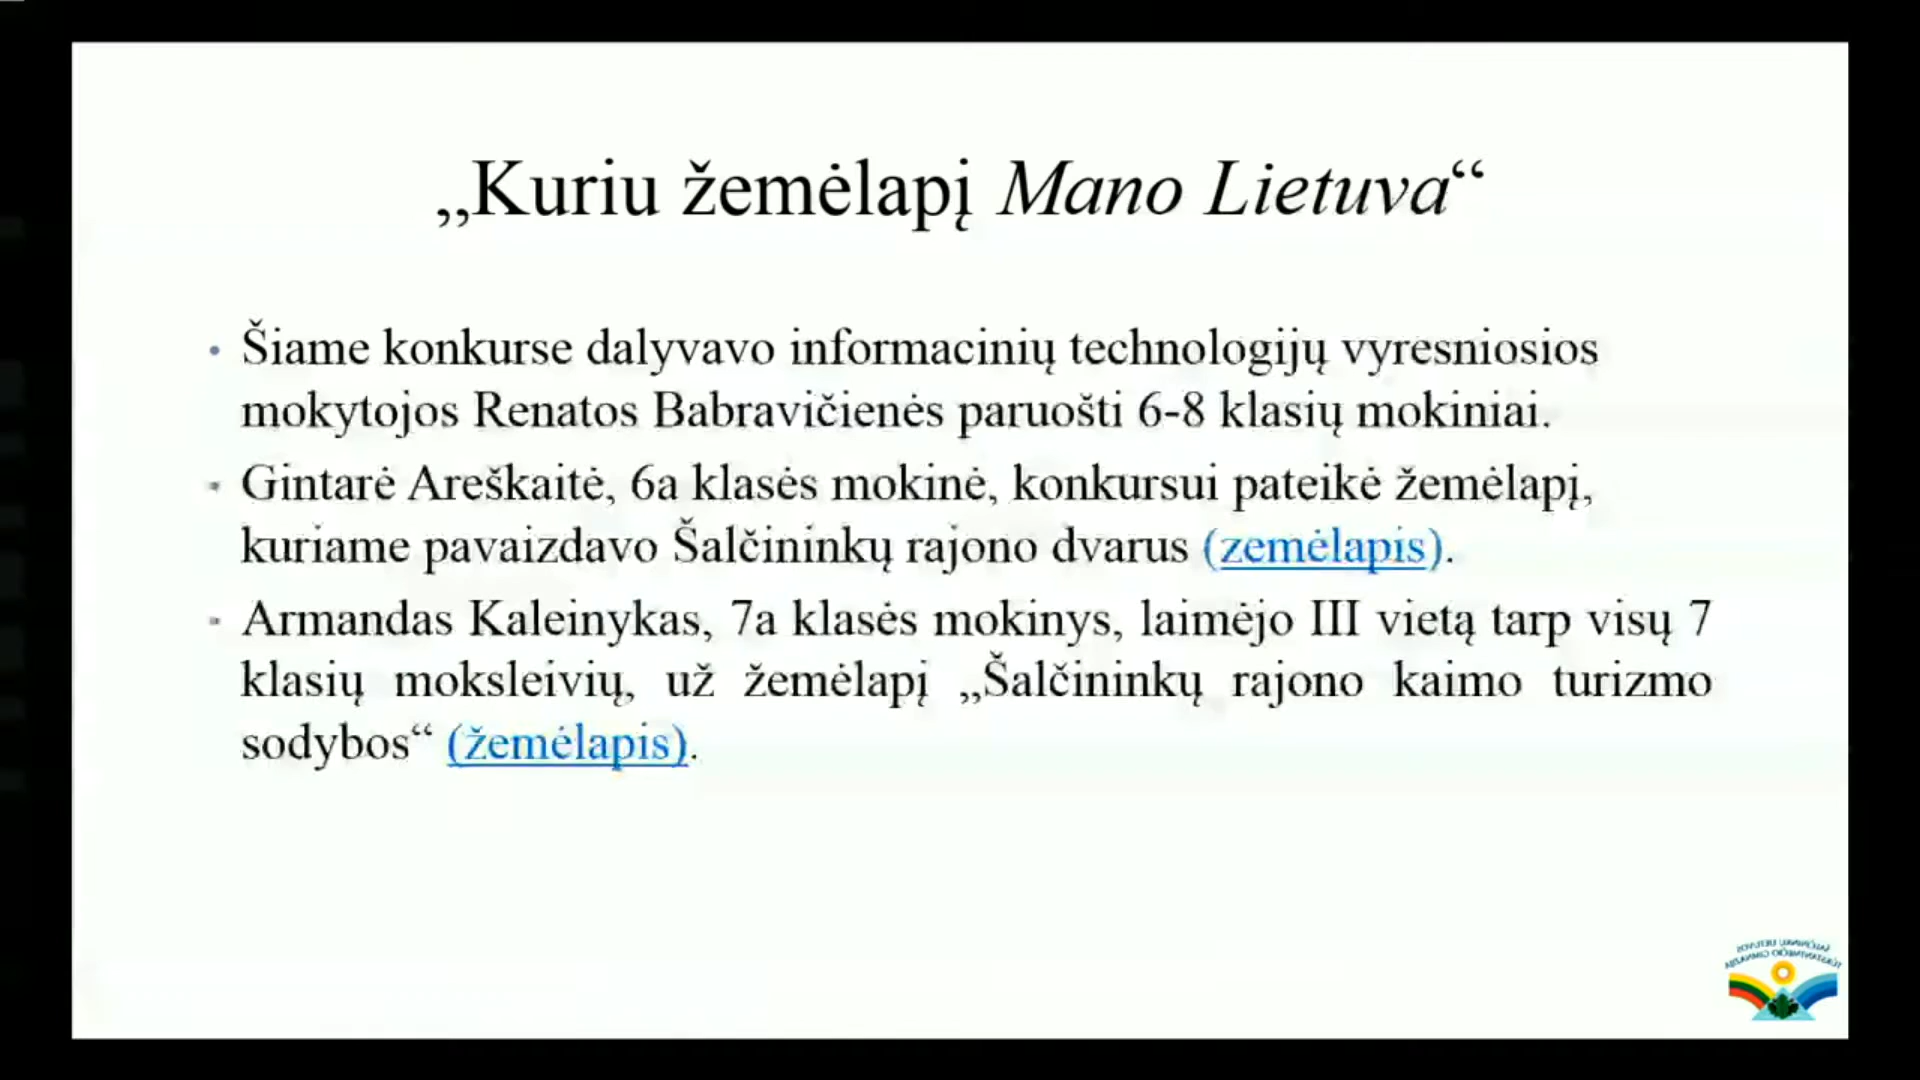 „Kuriu žemėlapį Mano Lietuva“
• Šiame konkurse dalyvavo informacinių technologijų vyresniosios
mokytojos Renatos Babravičienės paruošti 6-8 klasių mokiniai.
• Gintarė Areškaitė, 6a klasės mokinė, konkursui pateikė žemėlapį,
kuriame pavaizdavo Šalčininkų rajono dvarus (zemėlapis).
• Armandas Kaleinykas, 7a klasės mokinys, laimėjo III vietą tarp visų 7
klasių moksleivių, už žemėlapį „Šalčininkų rajono kaimo turizmo
sodybos“ (žemėlapis).